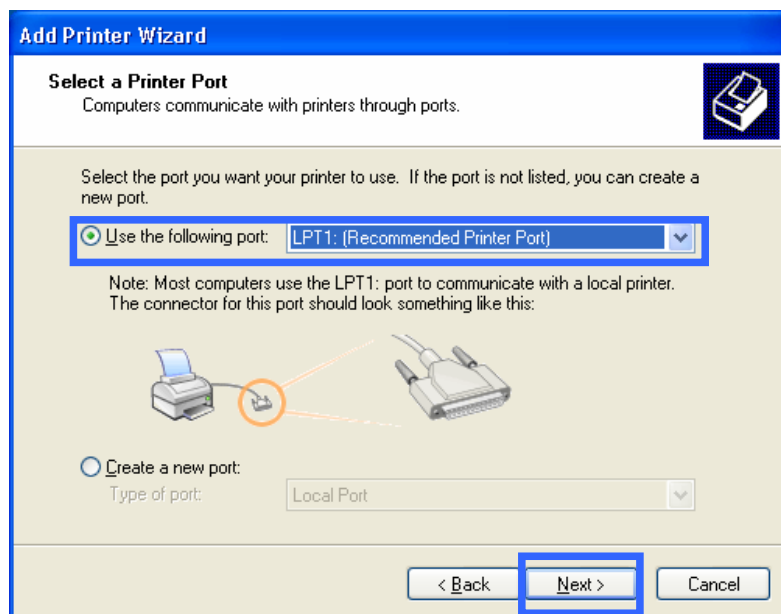 Add Printer Wizard
Select a Printer Port
Computers communicate with printers through ports.
Select the port you want your printer to use. If the port is not listed, you can create a
new port.
Use the following port: LPT1: (Recommended Printer Port)
Note: Most computers use the LPT1: port to communicate with a local printer.
The connector for this port should look something like this:
Create a new port:
Type of port: Local Port
< Back Next > Cancel